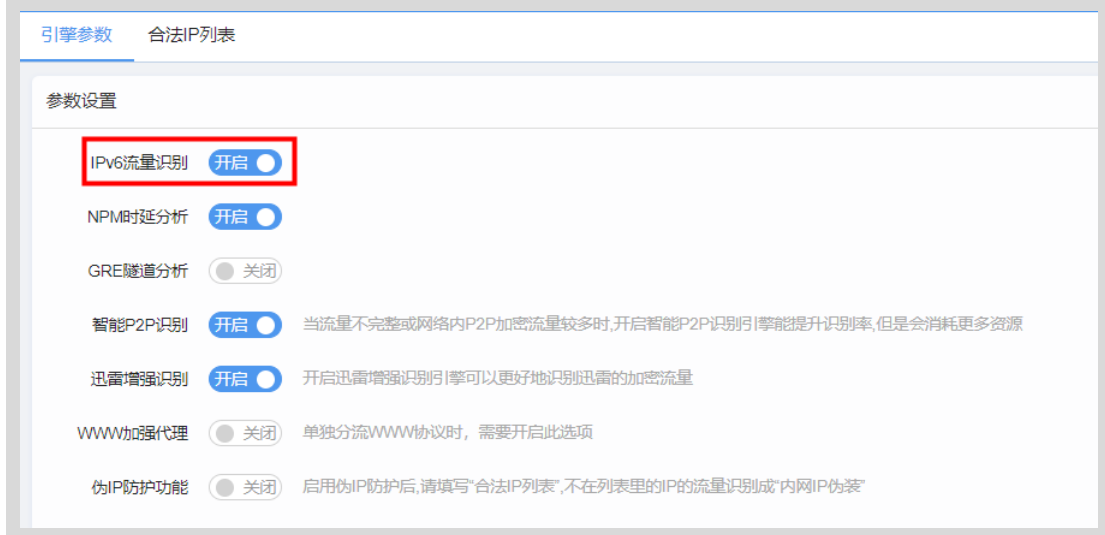 引擎参数 合法IP列表
参数设置
IPv6流量识别 开启
NPM时延分析 开启
GRE隧道分析 关闭
智能P2P识别 开启 当流量不完整或网络内P2P加密流量较多时,开启智能P2P识别引擎能提升识别率,但是会消耗更多资源
迅雷增强识别 开启 开启迅雷增强识别引擎可以更好地识别迅雷的加密流量
WWW加强代理 关闭 单独分流WWW协议时，需要开启此选项
伪IP防护功能 关闭 启用伪IP防护后,请填写“合法IP列表”,不在列表里的IP的流量识别成“内网IP伪装”